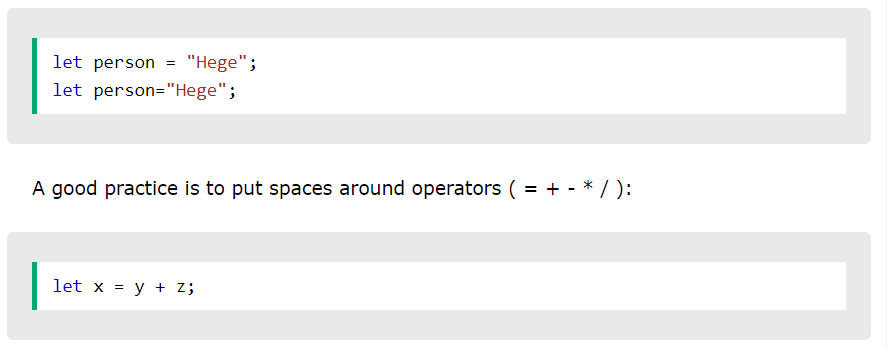 let person = "Hege";
let person="Hege";
A good practice is to put spaces around operators ( = + - * / ):
let x = y + z;